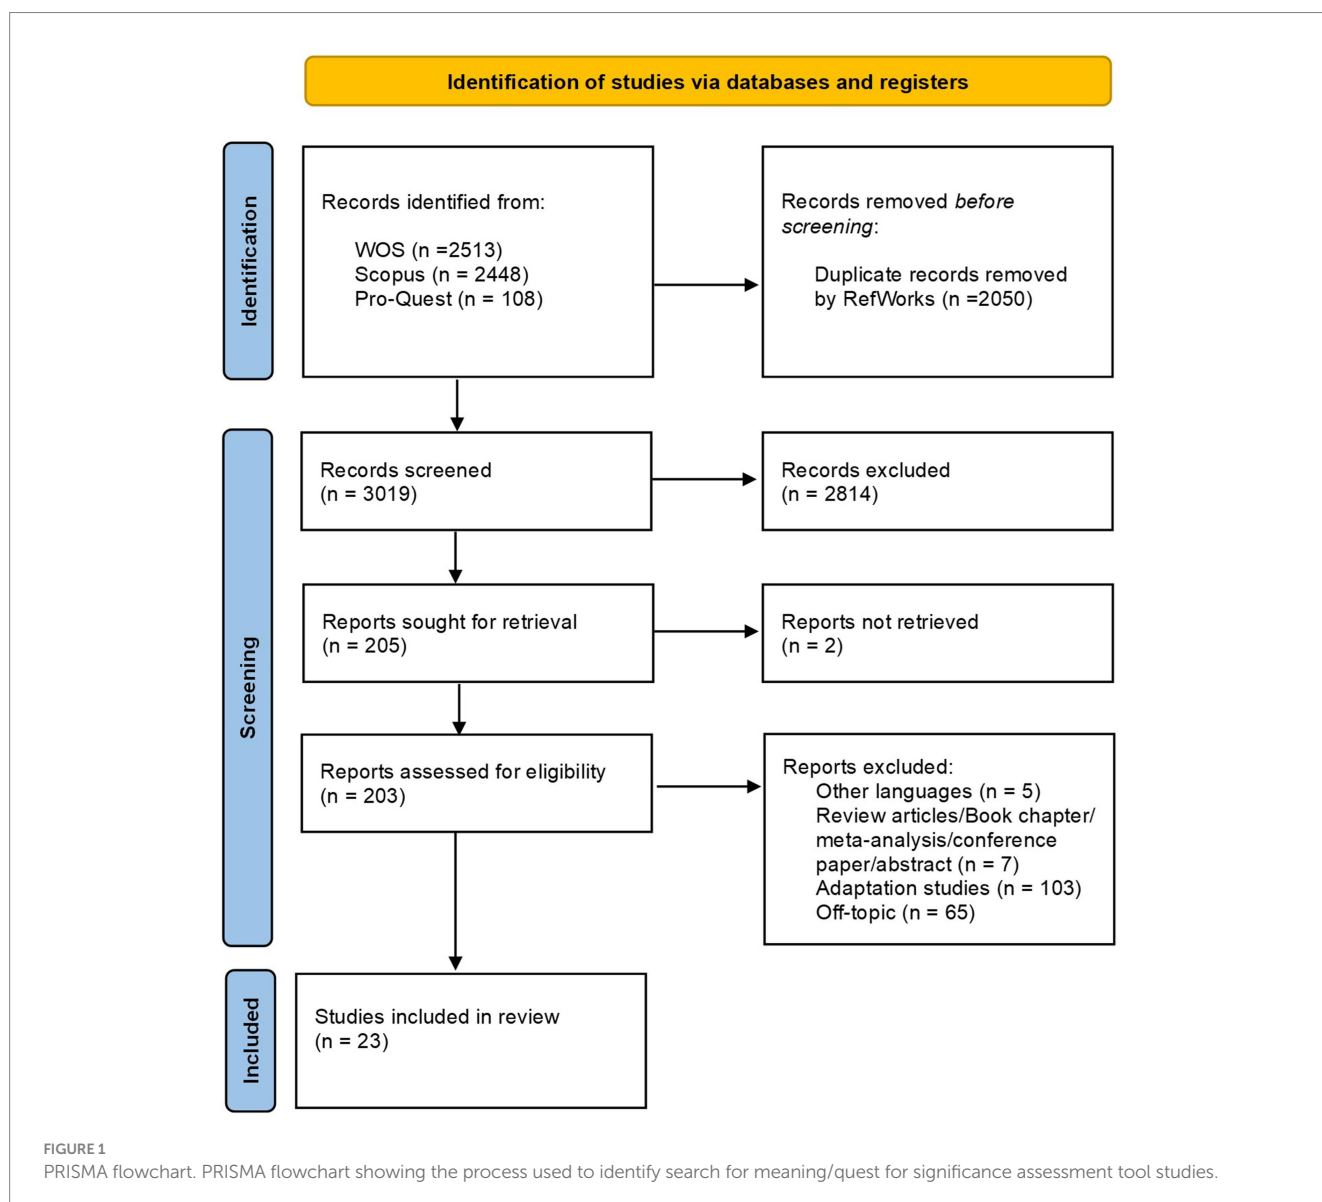 Identification of studies via databases and registers
Identification
Records identified from:
WOS (n =2513)
Scopus (n = 2448)
Pro-Quest (n = 108)
Records removed before
screening:
Duplicate records removed
by RefWorks (n =2050)
Screening
Records screened
(n = 3019)
Records excluded
(n = 2814)
Reports sought for retrieval
(n = 205)
Reports not retrieved
(n = 2)
Reports assessed for eligibility
(n = 203)
Reports excluded:
Other languages (n = 5)
Review articles/Book chapter/
meta-analysis/conference
paper/abstract (n = 7)
Adaptation studies (n = 103)
Off-topic (n = 65)
Included
Studies included in review
(n = 23)
FIGURE 1
PRISMA flowchart. PRISMA flowchart showing the process used to identify search for meaning/quest for significance assessment tool studies.